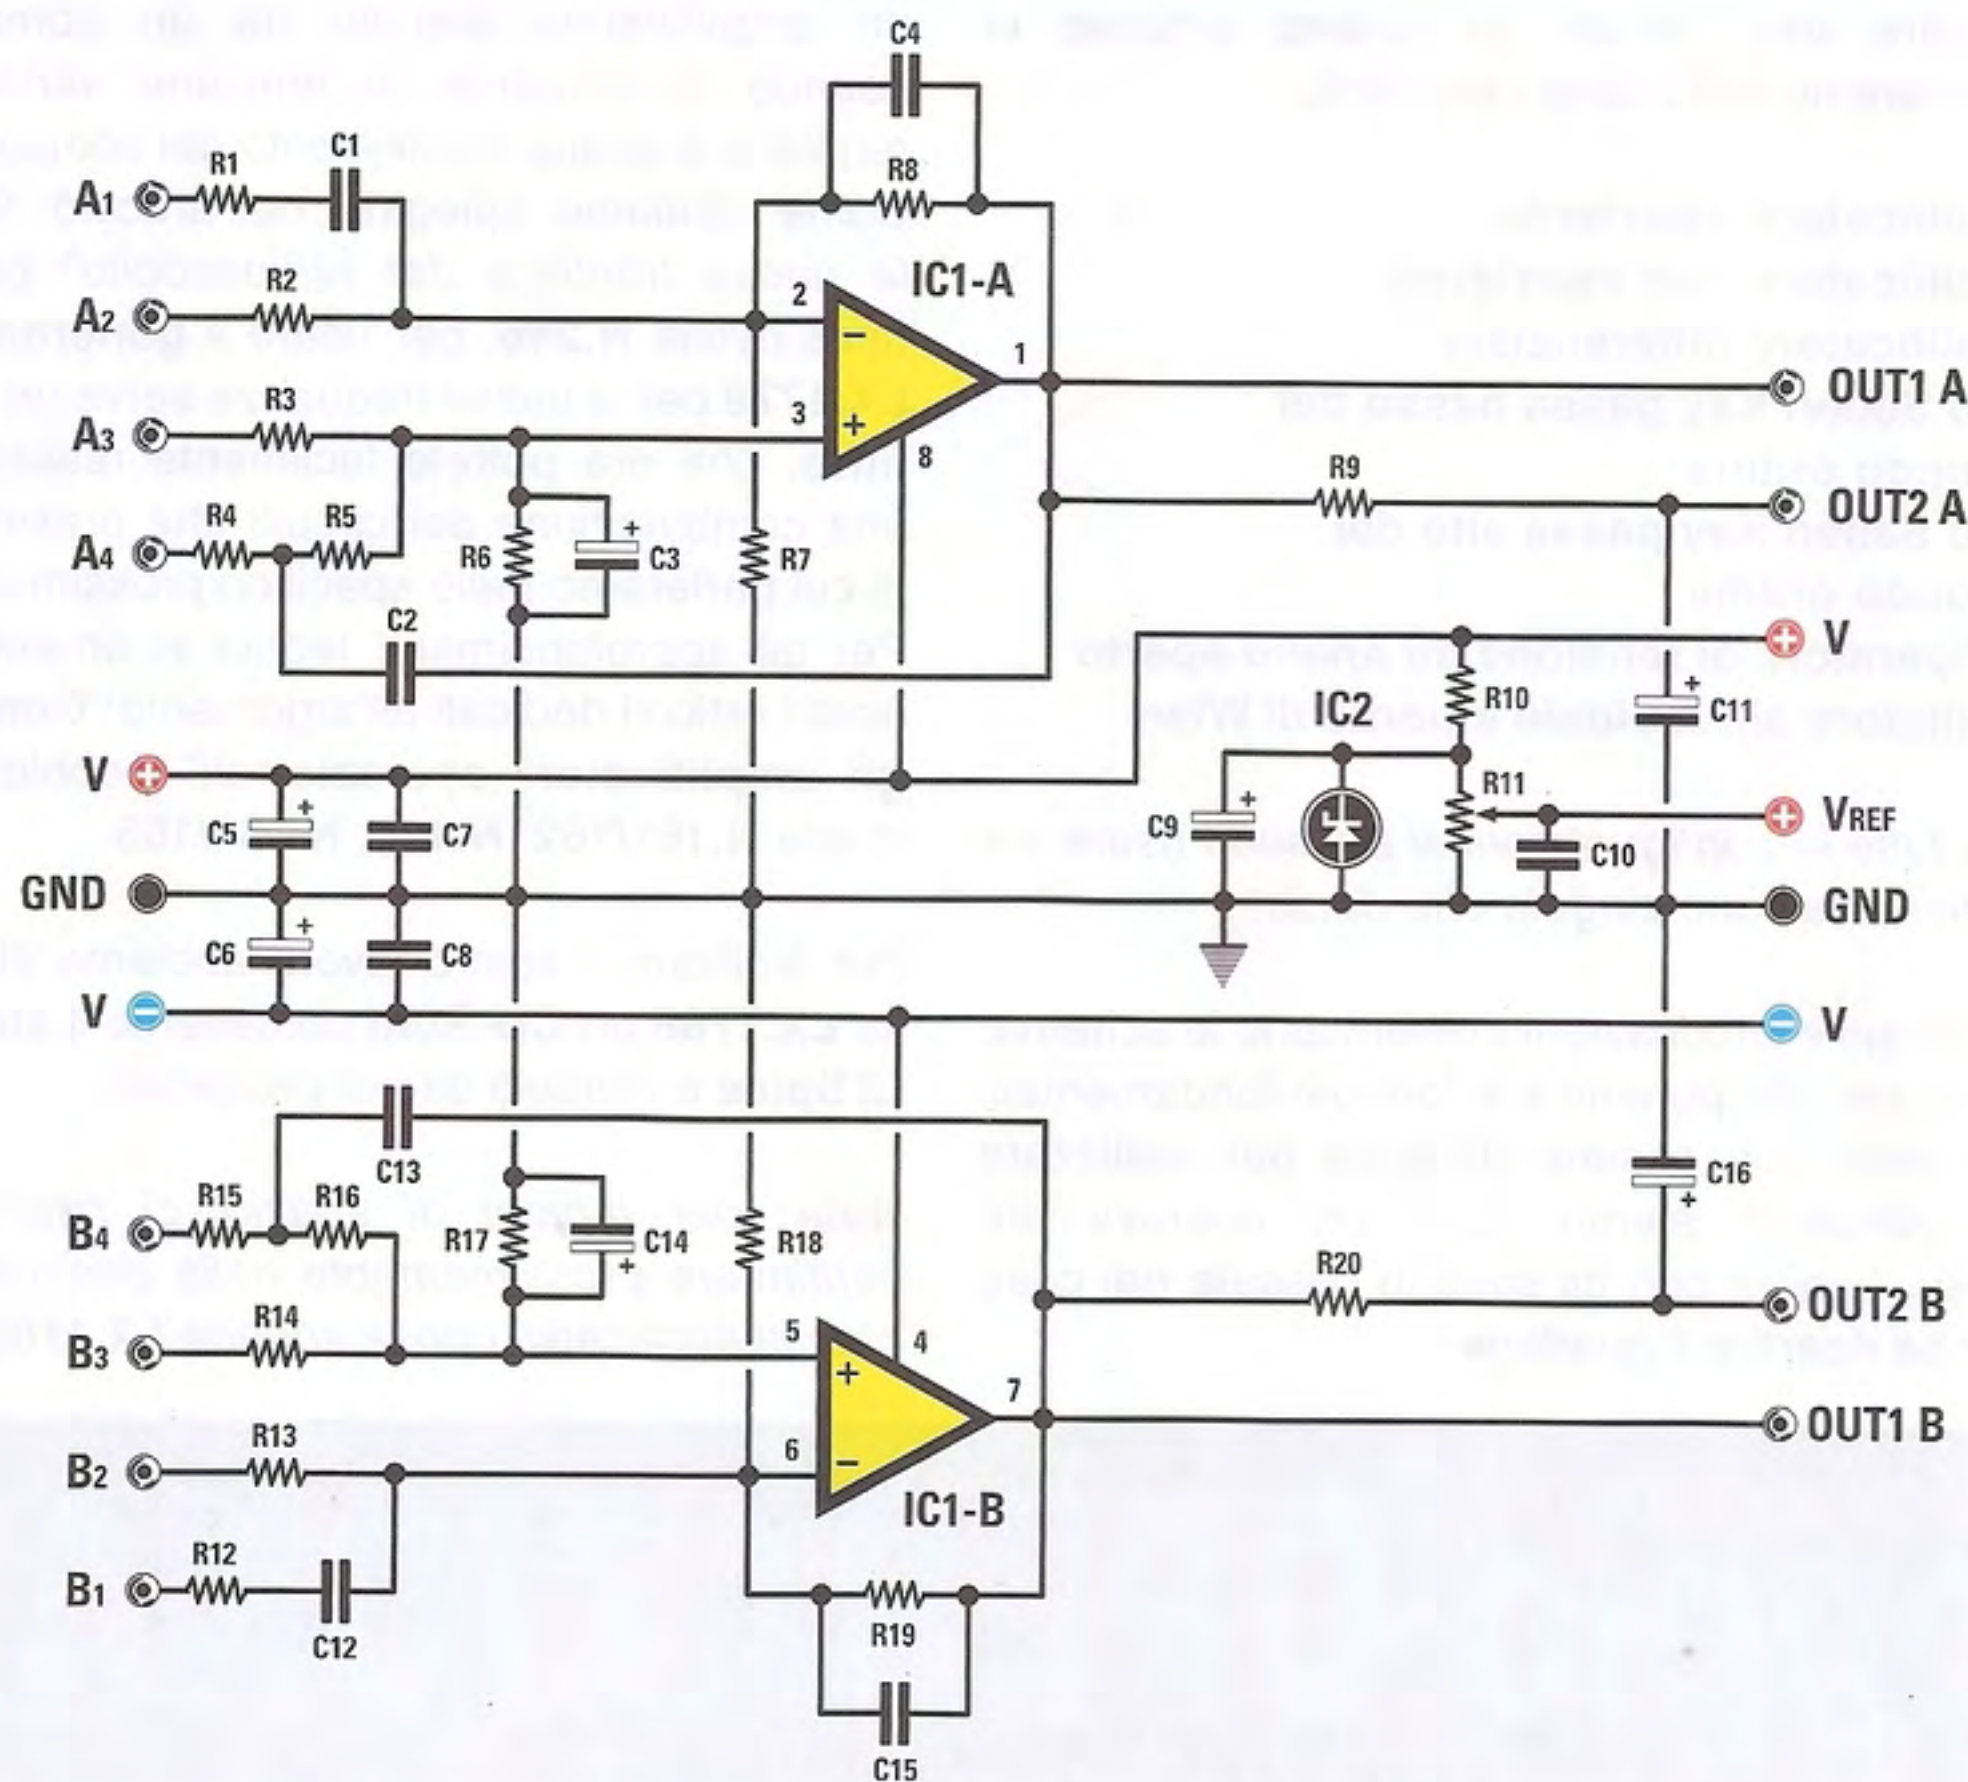 C4
R1 C1
R8
A1
IC1-A
R2
A2
2
−
1
OUT1 A
R3
3
+
A3
8
R9
OUT2 A
R4 R5
A4
R6
+
C3
R7
C2
V
R10
+
C11
IC2
V
R11
+
C5
C7
+
C9
VREF
C10
GND
GND
+
C6
C8
V
V
C13
R15 R16
B4
R17
C14
+
R18
C16
+
R14
R20
OUT2 B
B3
5
+
4
R13
7
OUT1 B
B2
6
−
IC1-B
R12
B1
C12
R19
C15